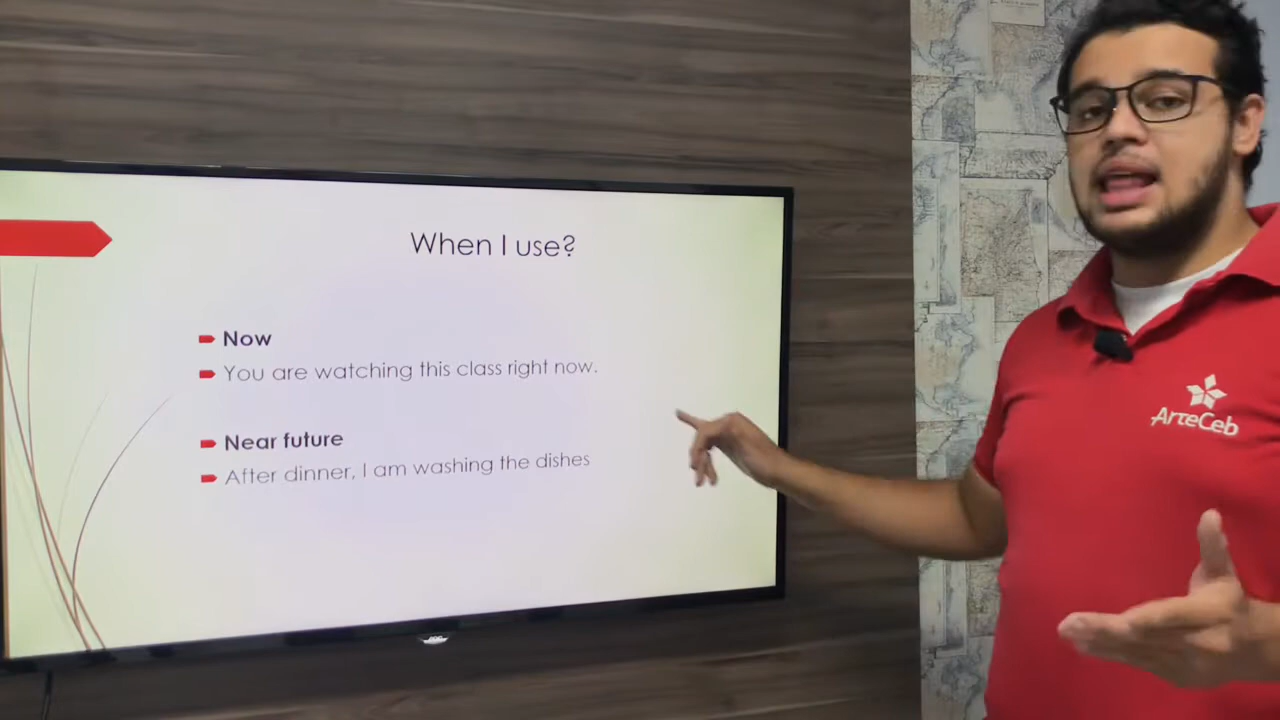 When I use?
Now
You are watching this class right now.
Near future
After dinner, I am washing the dishes
ArteCeb